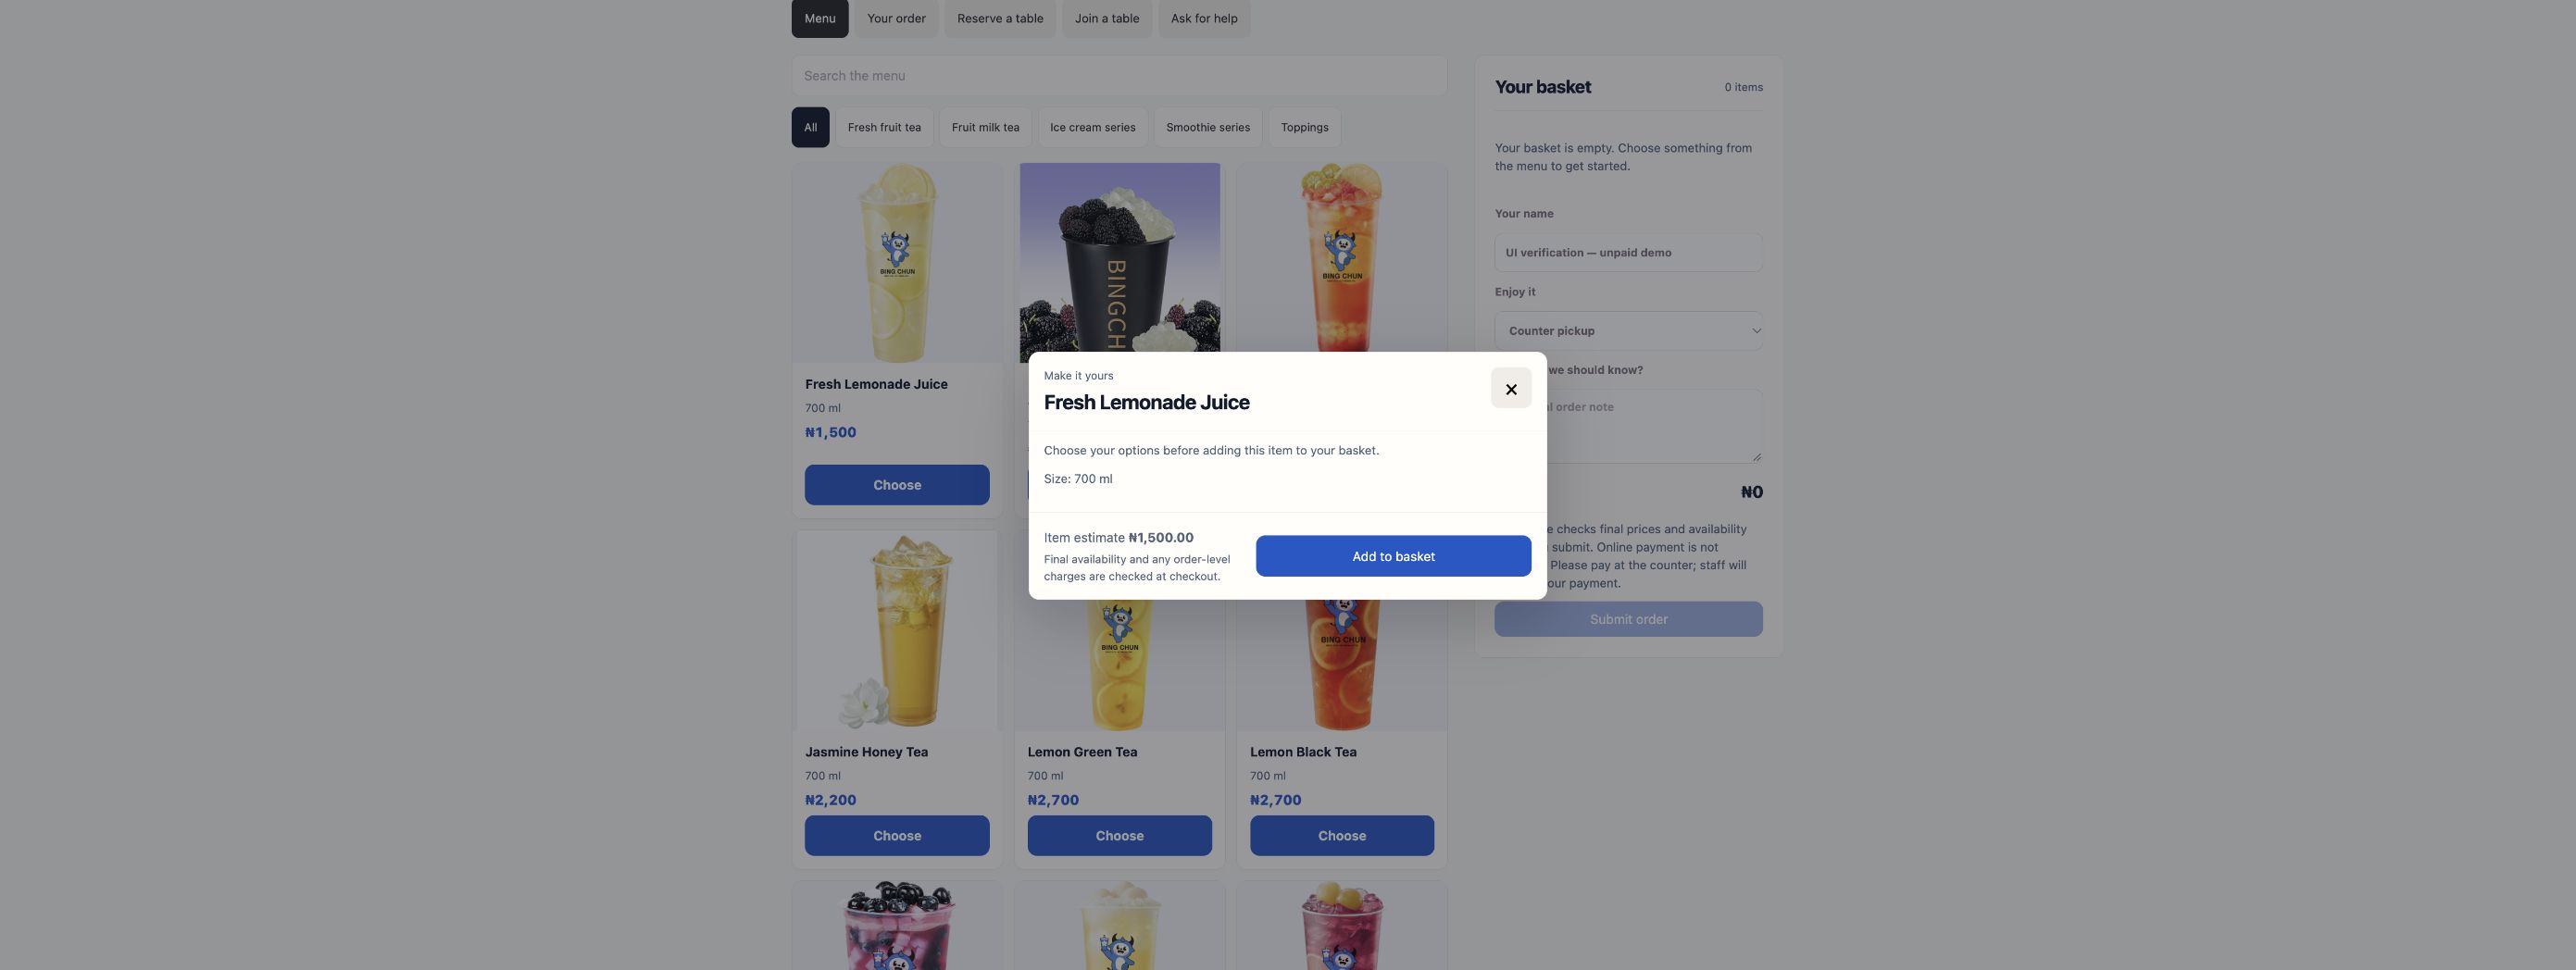 Menu
Your order
Reserve a table
Join a table
Ask for help
Search the menu
All
Fresh fruit tea
Fruit milk tea
Ice cream series
Smoothie series
Toppings
BING CHUN
BINGCH
BING CHUN
Fresh Lemonade Juice
700 ml
₦1,500
Choose
Make it yours
Fresh Lemonade Juice
×
Choose your options before adding this item to your basket.
Size: 700 ml
Item estimate ₦1,500.00
Final availability and any order-level
charges are checked at checkout.
Add to basket
BING CHUN
BING CHUN
Jasmine Honey Tea
700 ml
₦2,200
Choose
Lemon Green Tea
700 ml
₦2,700
Choose
Lemon Black Tea
700 ml
₦2,700
Choose
Your basket
0 items
Your basket is empty. Choose something from
the menu to get started.
Your name
UI verification — unpaid demo
Enjoy it
Counter pickup
we should know?
order note
₦0
checks final prices and availability
submit. Online payment is not
Please pay at the counter; staff will
our payment.
Submit order